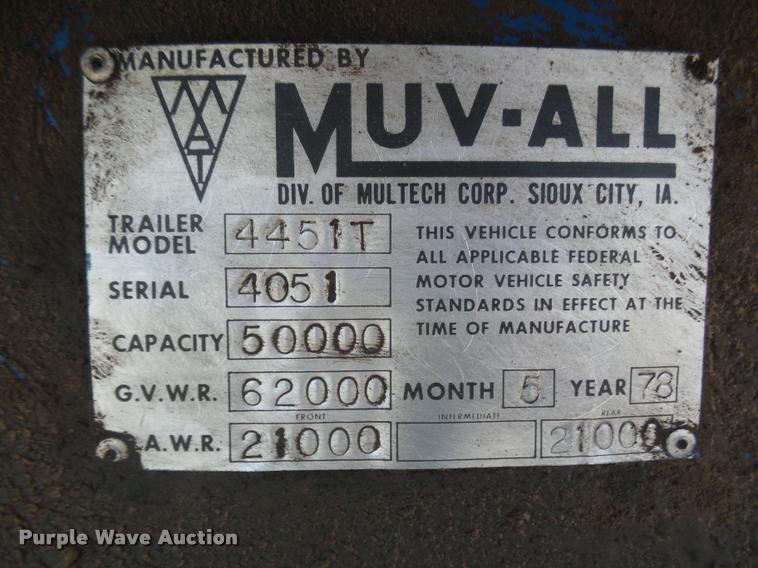 MANUFACTURED BY
MAT
MUV-ALL
DIV. OF MULTECH CORP. SIOUX CITY, IA.
TRAILER MODEL 4451T
SERIAL 4051
CAPACITY 50000
G.V.W.R. 62000
THIS VEHICLE CONFORMS TO
ALL APPLICABLE FEDERAL
MOTOR VEHICLE SAFETY
STANDARDS IN EFFECT AT THE
TIME OF MANUFACTURE
MONTH 5 YEAR 78
FRONT INTERMEDIATE REAR
.A.W.R. 21000 21000
Purple Wave Auction